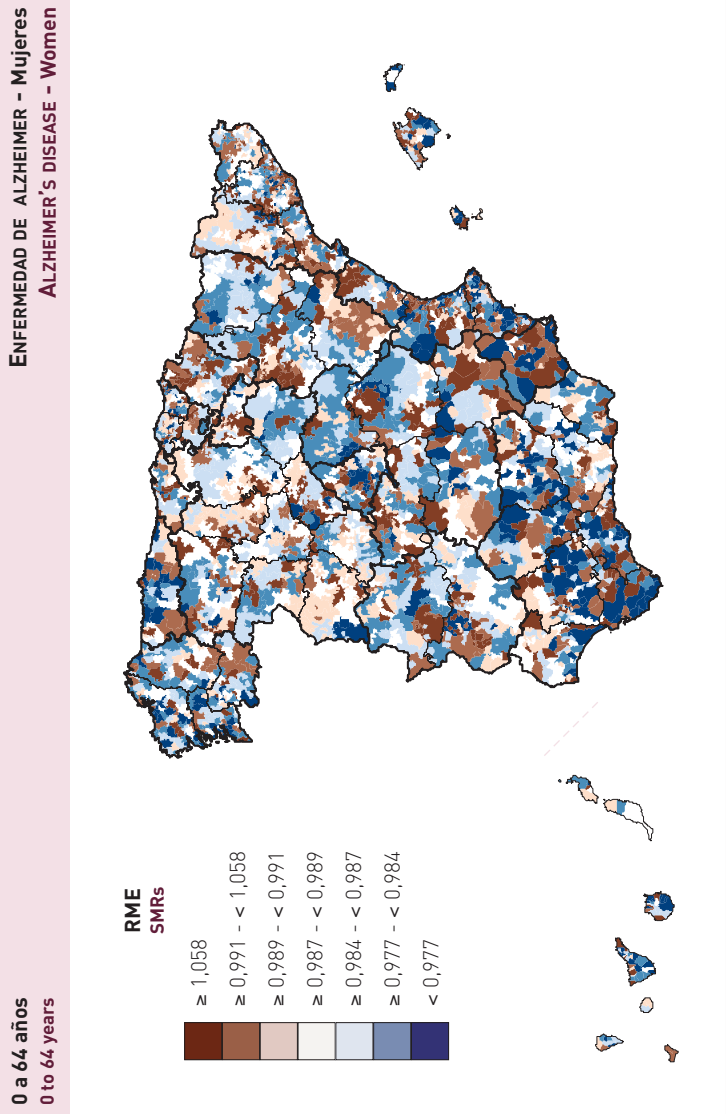 0 a 64 años
0 to 64 years
ENFERMEDAD DE ALZHEIMER - Mujeres
ALZHEIMER'S DISEASE - Women
RME
SMRs
≥ 1,058
≥ 0,991 - < 1,058
≥ 0,989 - < 0,991
≥ 0,987 - < 0,989
≥ 0,984 - < 0,987
≥ 0,977 - < 0,984
< 0,977